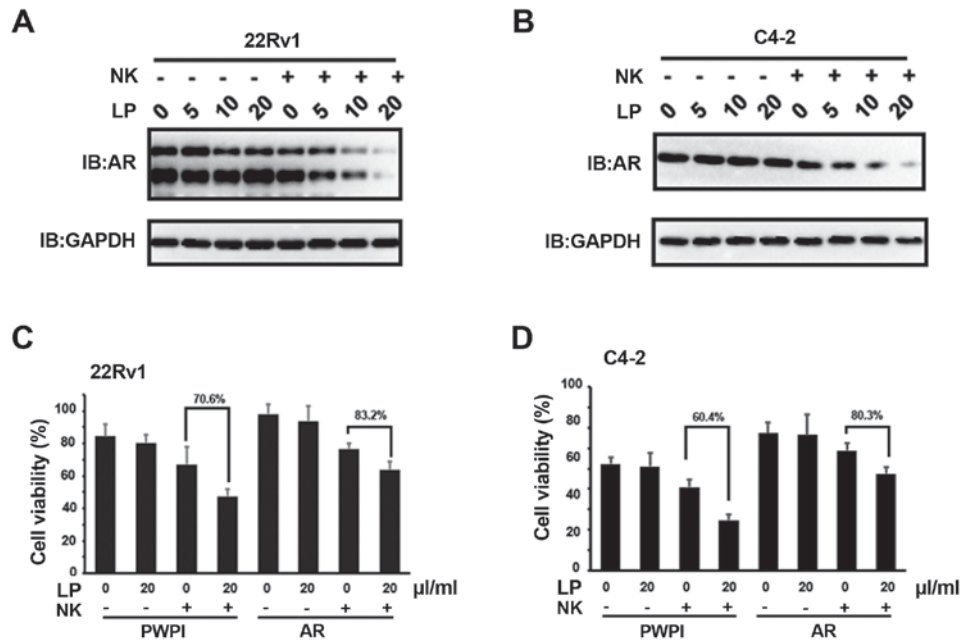 A
22Rv1
NK - - - - + + + +
LP 0 5 10 20 0 5 10 20
IB:AR
IB:GAPDH
B
C4-2
NK - - - - + + + +
LP 0 5 10 20 0 5 10 20
IB:AR
IB:GAPDH
C
22Rv1
Cell viability (%)
100
80
60
40
20
0
70.6%
83.2%
LP 0 20 0 20 0 20 0 20 µl/ml
NK - - + + - - + +
PWPI AR
D
C4-2
Cell viability (%)
100
80
60
40
20
0
60.4%
80.3%
LP 0 20 0 20 0 20 0 20 µl/ml
NK - - + + - - + +
PWPI AR